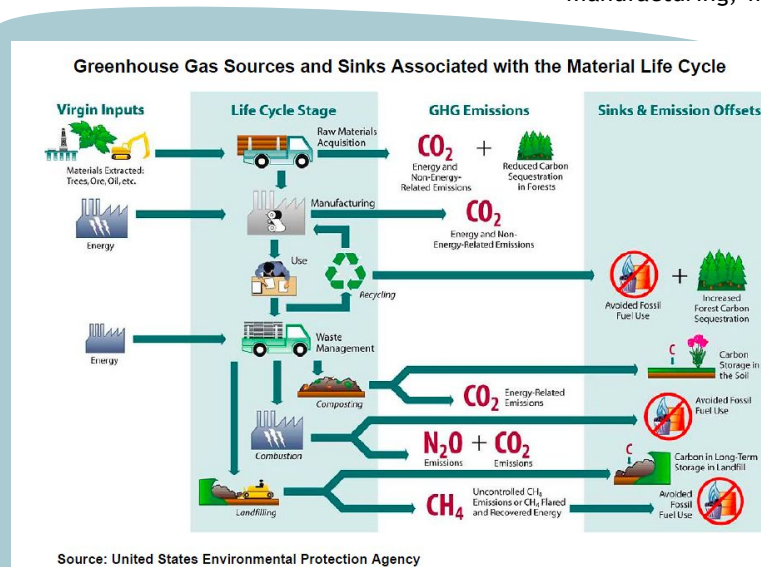 Greenhouse Gas Sources and Sinks Associated with the Material Life Cycle
Virgin Inputs
Life Cycle Stage
GHG Emissions
Sinks & Emission Offsets
Materials Extracted:
Trees, Ore, Oil, etc.
Raw Materials
Acquisition
CO2
Energy and
Non-Energy-
Related Emissions
+
Reduced Carbon
Sequestration
in Forests
Energy
Manufacturing
CO2
Energy and Non-
Energy-Related Emissions
Use
Recycling
Avoided Fossil
Fuel Use
+
Increased
Forest Carbon
Sequestration
Energy
Waste
Management
Composting
CO2
Energy-Related
Emissions
C
Carbon
Storage in
the Soil
Combustion
N2O + CO2
Emissions
Emissions
Avoided Fossil
Fuel Use
Landfilling
CH4
Uncontrolled CH4
Emissions or CH4 Flared
and Recovered Energy
C
Carbon in Long-Term
Storage in Landfill
Avoided
Fossil
Fuel Use
Source: United States Environmental Protection Agency